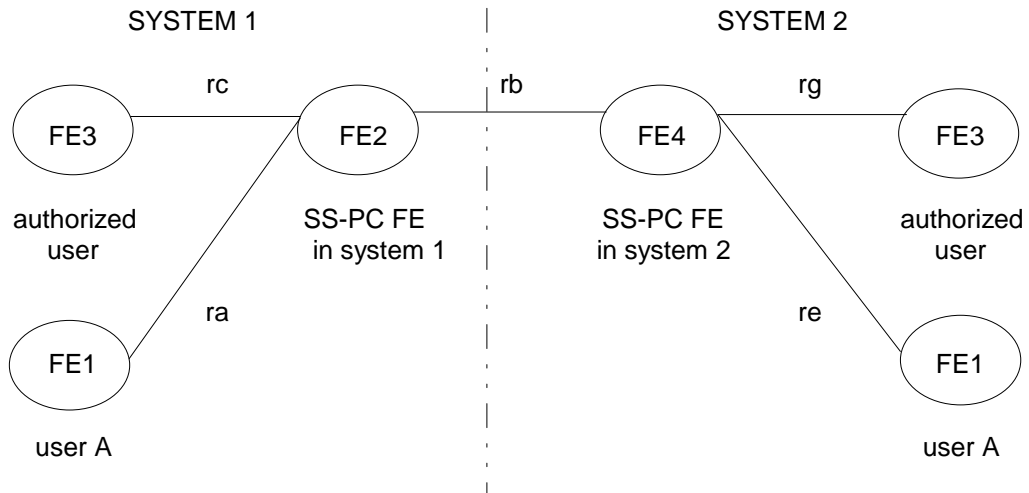 SYSTEM 1
SYSTEM 2
rc
rb
rg
FE3
FE2
FE4
FE3
authorized
user
SS-PC FE
in system 1
SS-PC FE
in system 2
authorized
user
ra
re
FE1
FE1
user A
user A